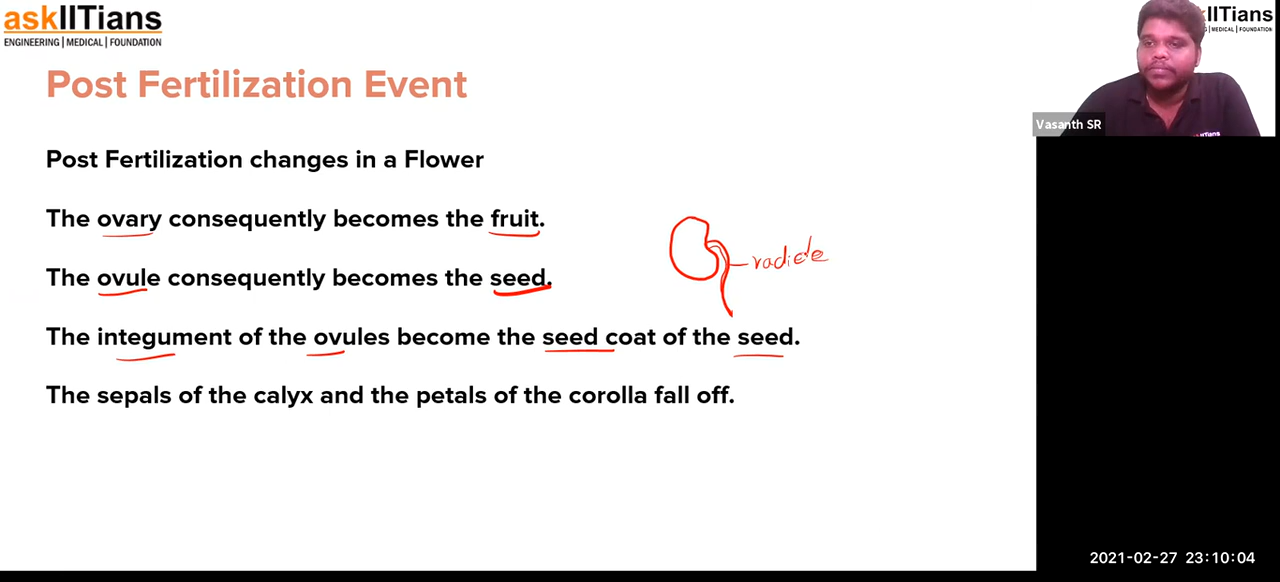 askIITians
ENGINEERING | MEDICAL | FOUNDATION
IITians
MEDICAL | FOUNDATION
Vasanth SR
Post Fertilization Event
Post Fertilization changes in a Flower
The ovary consequently becomes the fruit.
radicle
The ovule consequently becomes the seed.
The integument of the ovules become the seed coat of the seed.
The sepals of the calyx and the petals of the corolla fall off.
2021-02-27 23:10:04